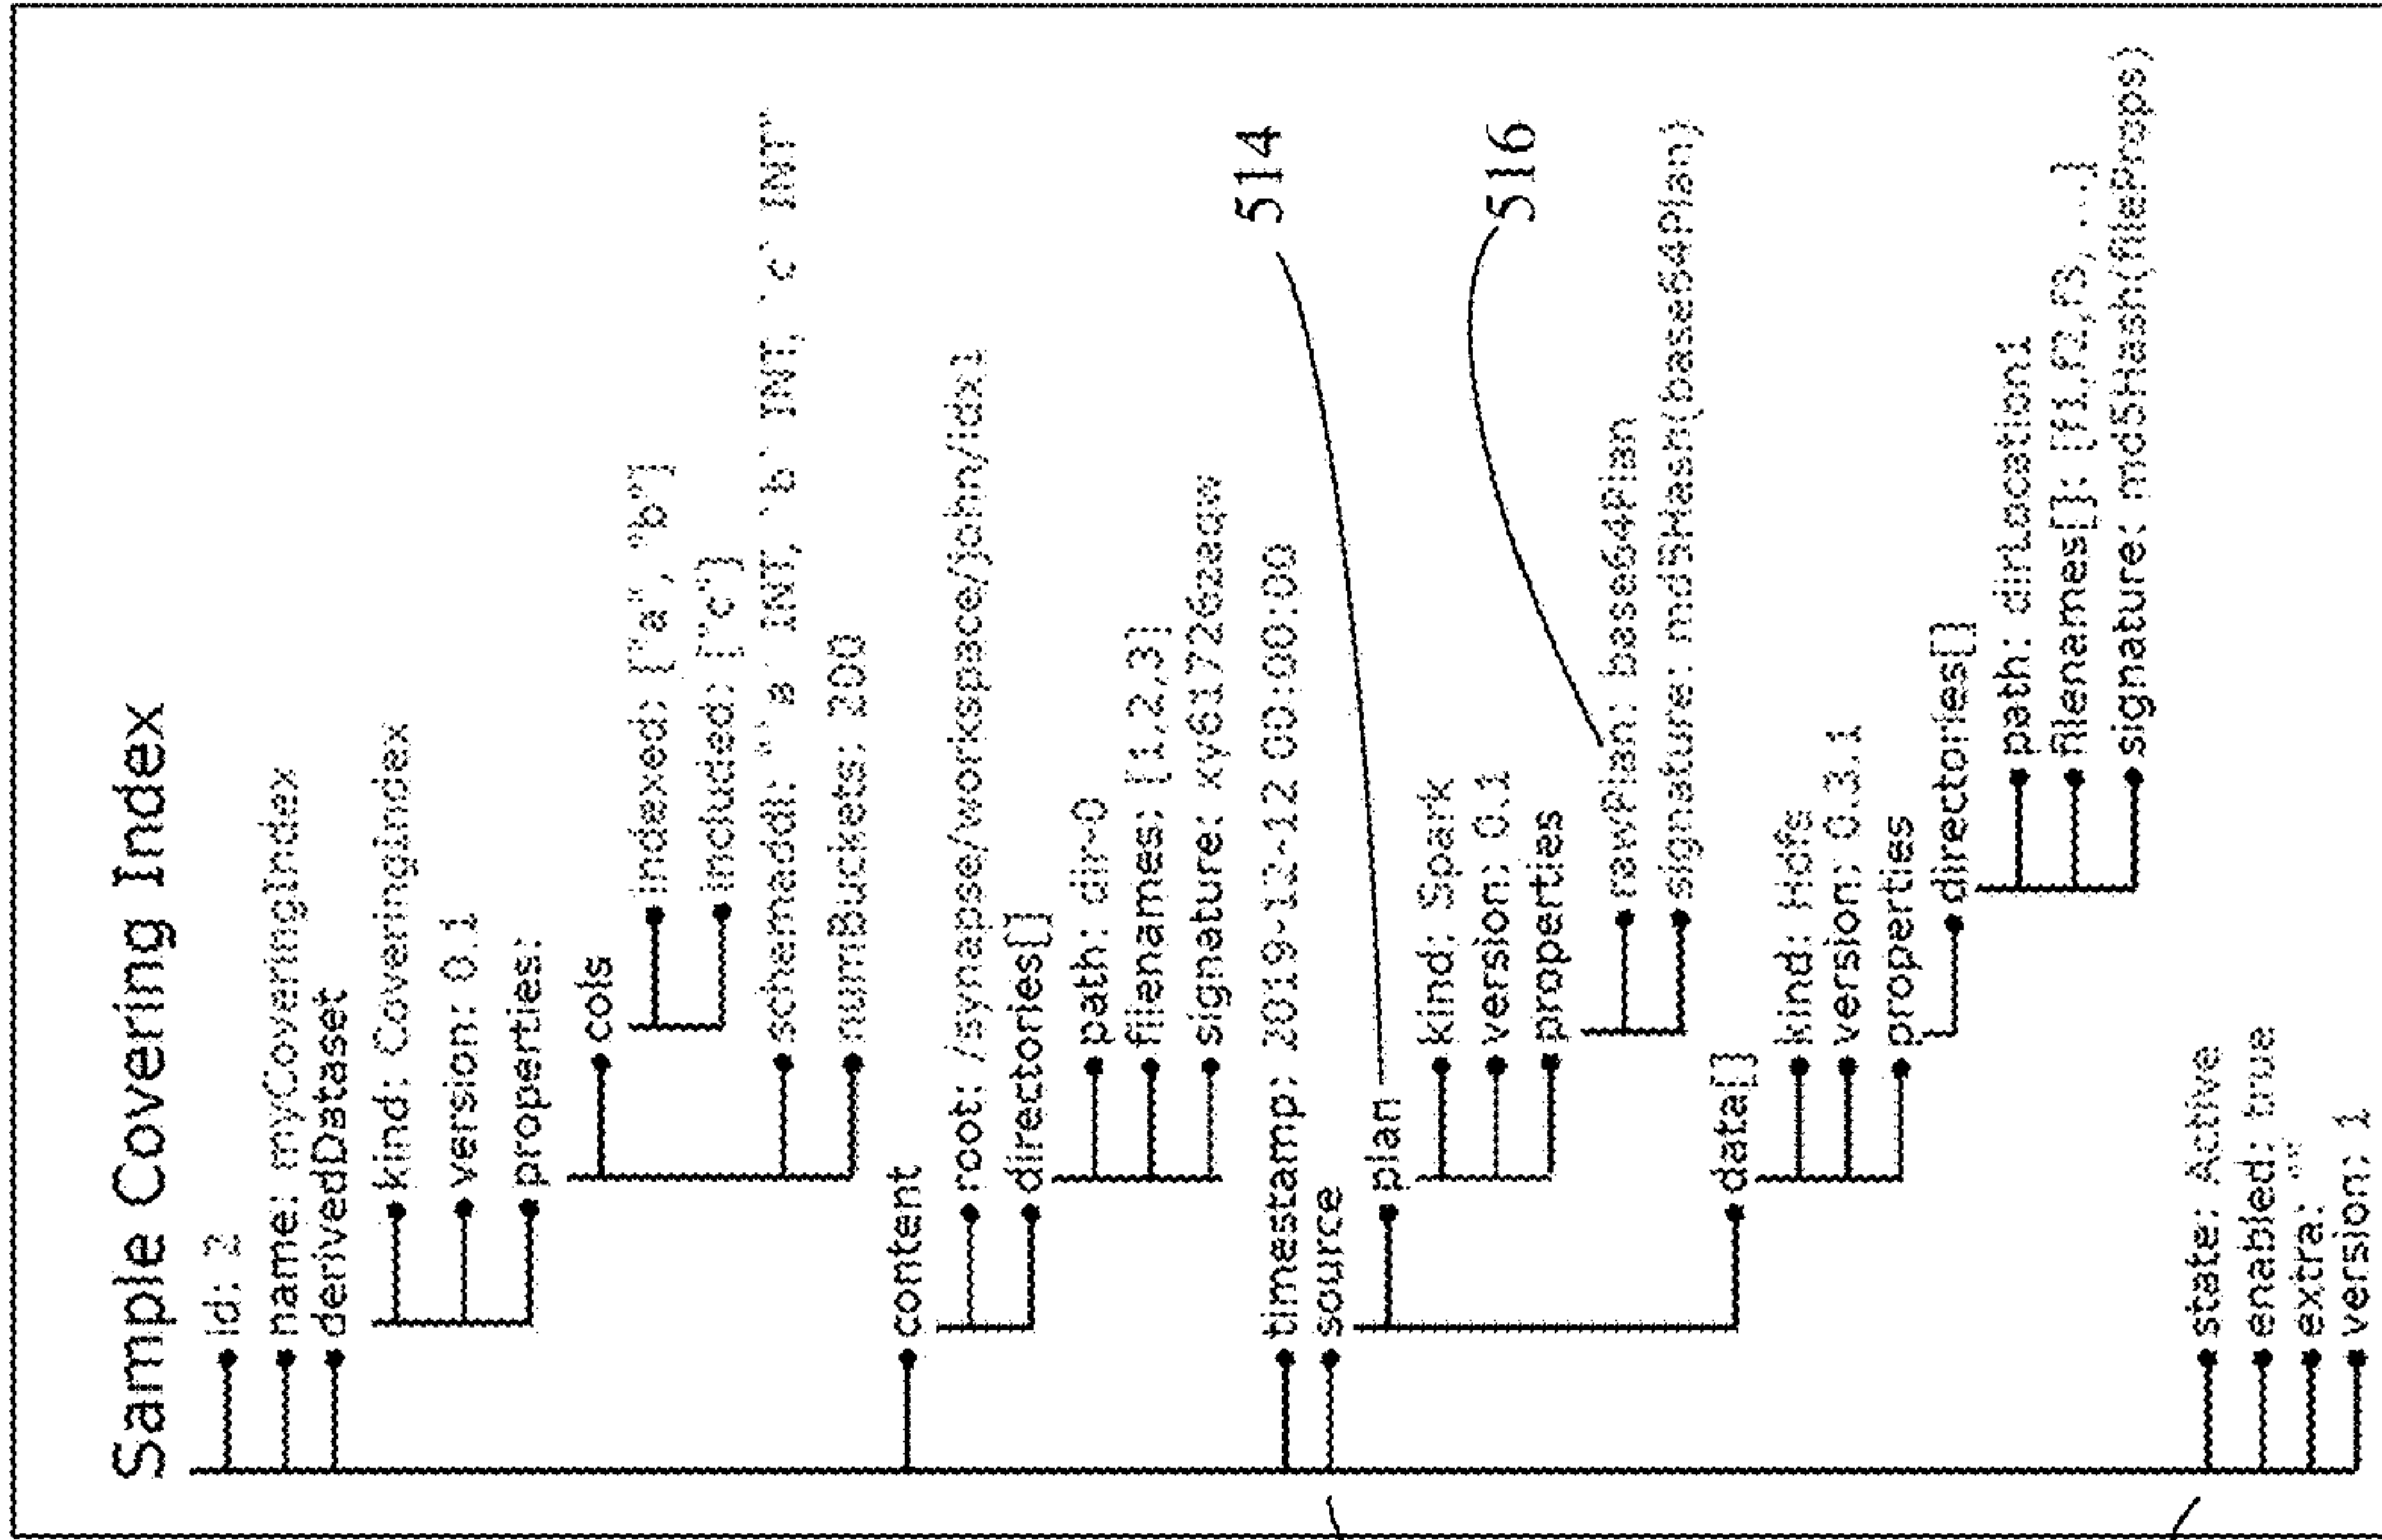 Sample Covering Index
id: 2
name: myCoveringIndex
derivedDataset
kind: CoveringIndex
version: 0.1
properties:
cols
indexed: ["a", "b"]
included: ["c"]
schemaddl: "`a` INT, `b` INT, `c` INT"
numBuckets: 200
content
root: /synapse/workspace/john/idx1
directories[]
path: dir-0
filenames: [1,2,3]
signature: xy61726zaqw
timestamp: 2019-12-12 00:00:00
source
514
plan
kind: Spark
version: 0.1
properties
516
rawPlan: base64Plan
signature: md5Hash(base64Plan)
data[]
kind: Hdfs
version: 0.3.1
properties
directories[]
path: dirLocation1
filenames[]: [f1,f2,f3,...]
signature: md5Hash(fileProps)
state: Active
enabled: true
extra: ""
version: 1